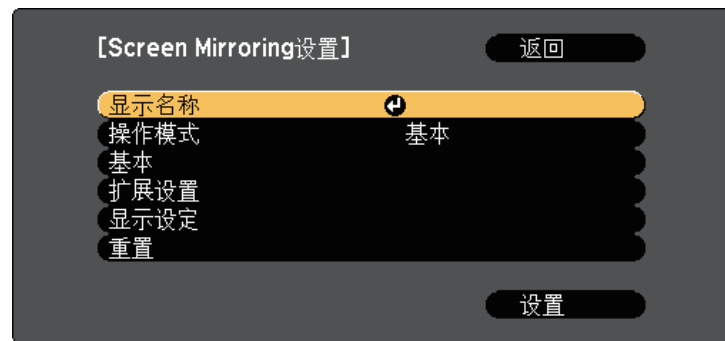 [Screen Mirroring设置] 返回
显示名称
操作模式 基本
基本
扩展设置
显示设定
重置
设置